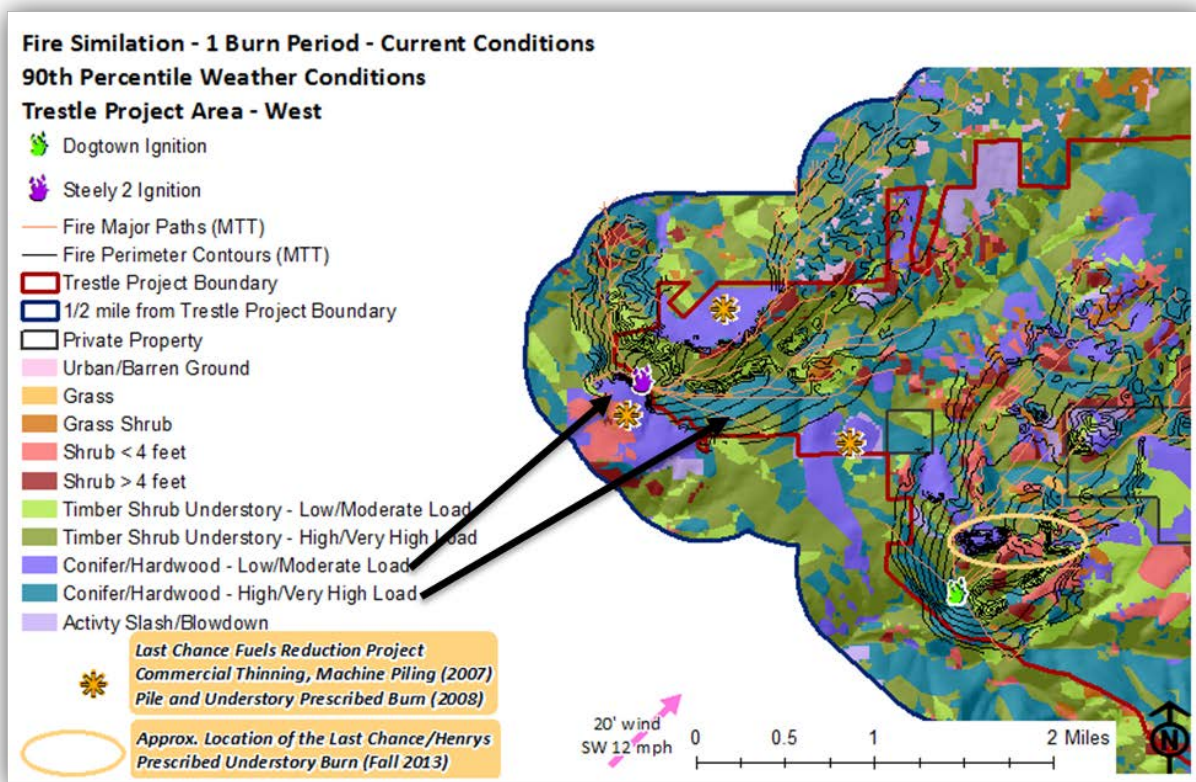 Fire Similation - 1 Burn Period - Current Conditions
90th Percentile Weather Conditions
Trestle Project Area - West
Dogtown Ignition
Steely 2 Ignition
Fire Major Paths (MTT)
Fire Perimeter Contours (MTT)
Trestle Project Boundary
1/2 mile from Trestle Project Boundary
Private Property
Urban/Barren Ground
Grass
Grass Shrub
Shrub < 4 feet
Shrub > 4 feet
Timber Shrub Understory - Low/Moderate Load
Timber Shrub Understory - High/Very High Load
Conifer/Hardwood - Low/Moderate Load
Conifer/Hardwood - High/Very High Load
Activty Slash/Blowdown
Last Chance Fuels Reduction Project
Commercial Thinning, Machine Piling (2007)
Pile and Understory Prescribed Burn (2008)
Approx. Location of the Last Chance/Henrys
Prescribed Understory Burn (Fall 2013)
20' wind
SW 12 mph
0 0.5 1 2 Miles
N